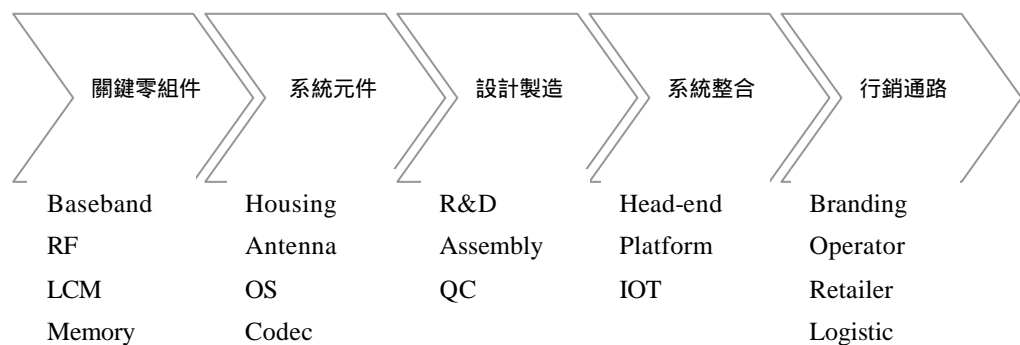 關鍵零組件
系統元件
設計製造
系統整合
行銷通路
Baseband
RF
LCM
Memory
Housing
Antenna
OS
Codec
R&D
Assembly
QC
Head-end
Platform
IOT
Branding
Operator
Retailer
Logistic